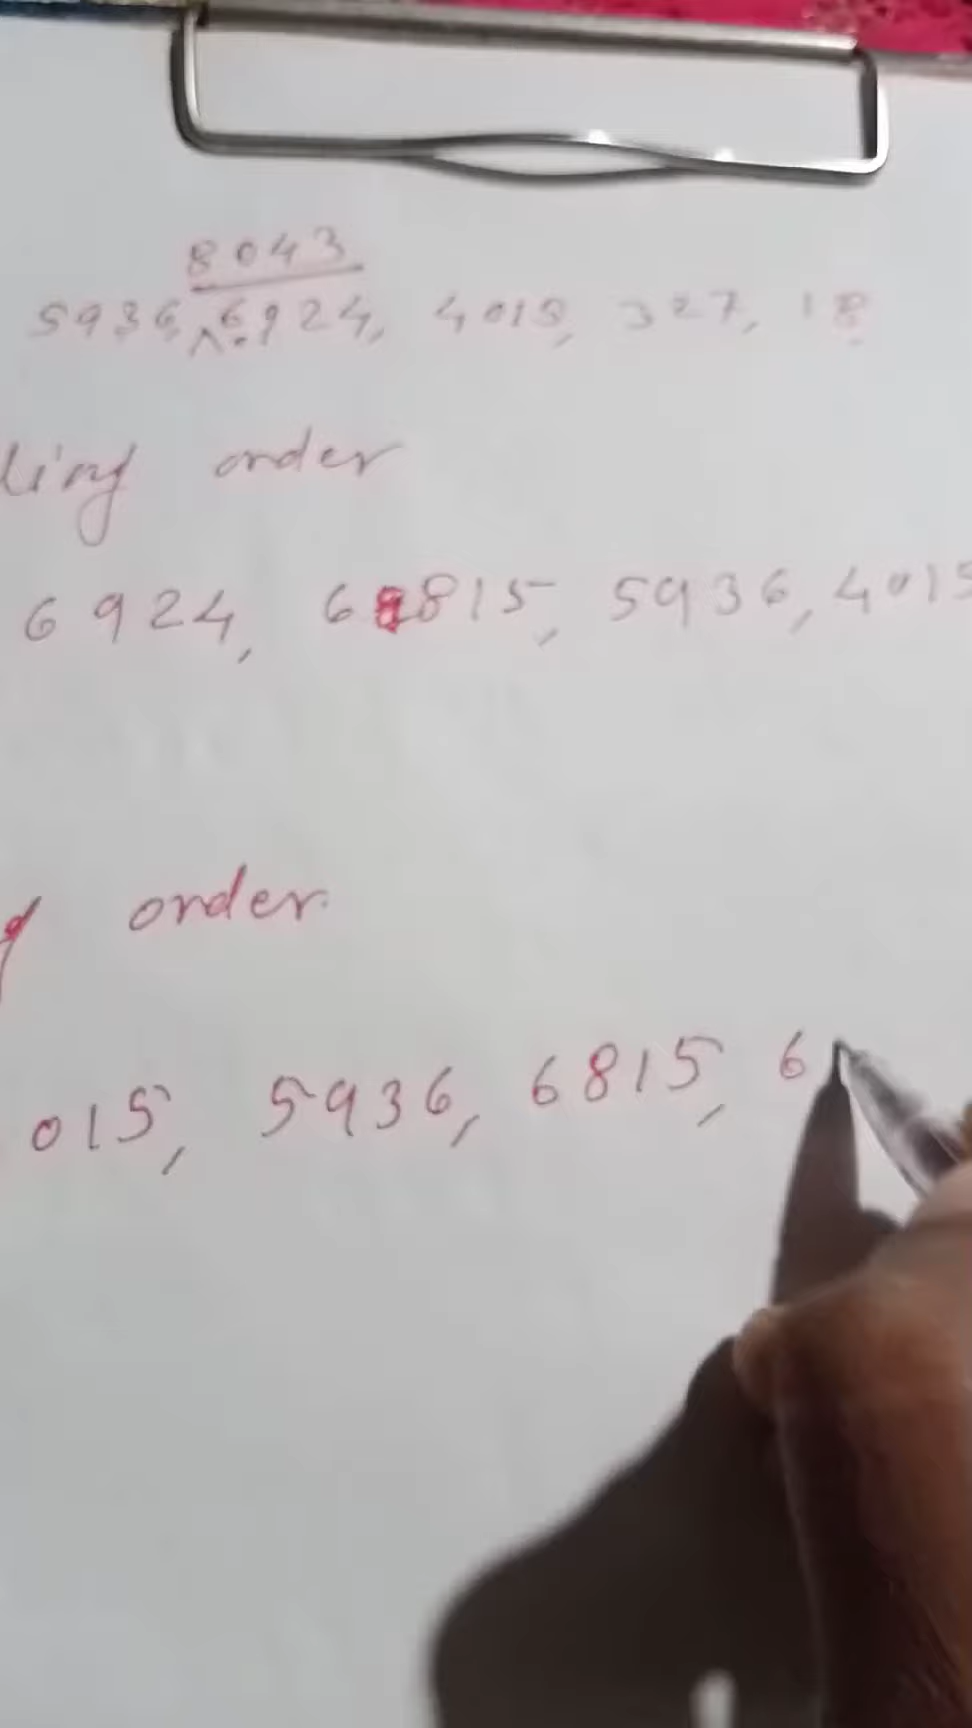 8043
5936, 6924, 4015, 327, 18
ding order
6924, 6815, 5936, 4015
g order.
015, 5936, 6815, 6